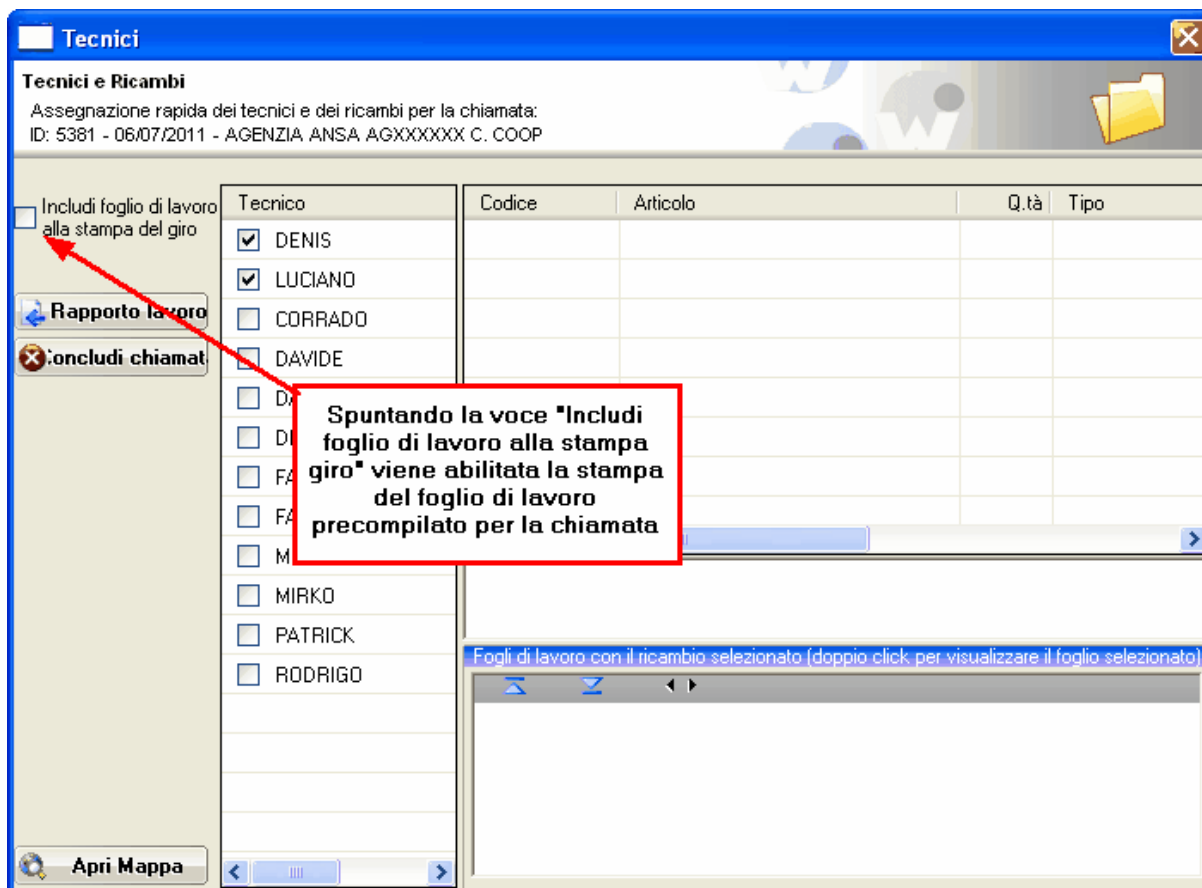 Tecnici
Tecnici e Ricambi
Assegnazione rapida dei tecnici e dei ricambi per la chiamata:
ID: 5381 - 06/07/2011 - AGENZIA ANSA AGXXXXXX C. COOP
Includi foglio di lavoro
alla stampa del giro
Rapporto lavoro
Concludi chiamat
Apri Mappa
Tecnico
DENIS
LUCIANO
CORRADO
DAVIDE
MIRKO
PATRICK
RODRIGO
Codice Articolo Q.tà Tipo
Spuntando la voce "Includi
foglio di lavoro alla stampa
giro" viene abilitata la stampa
del foglio di lavoro
precompilato per la chiamata
Fogli di lavoro con il ricambio selezionato (doppio click per visualizzare il foglio selezionato)